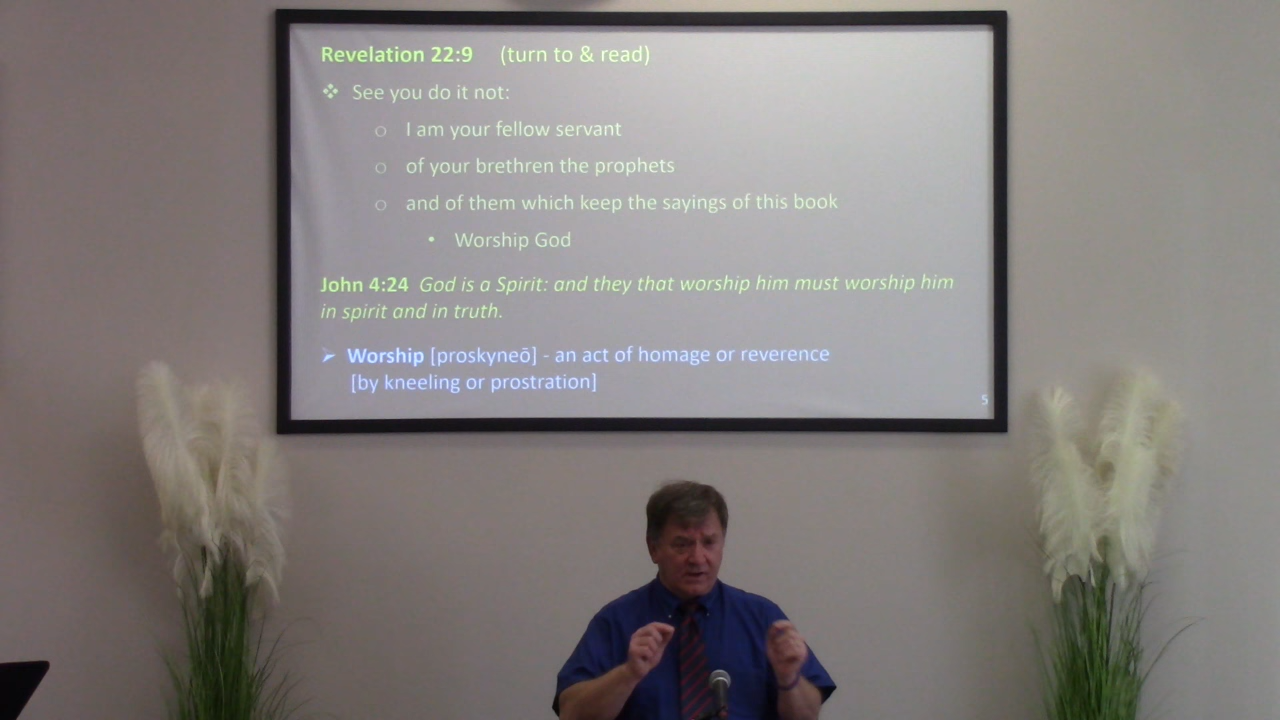 Revelation 22:9 (turn to & read)
❖ See you do it not:
o I am your fellow servant
o of your brethren the prophets
o and of them which keep the sayings of this book
• Worship God
John 4:24 God is a Spirit: and they that worship him must worship him
in spirit and in truth.
➢ Worship [proskyneō] - an act of homage or reverence
[by kneeling or prostration]
5